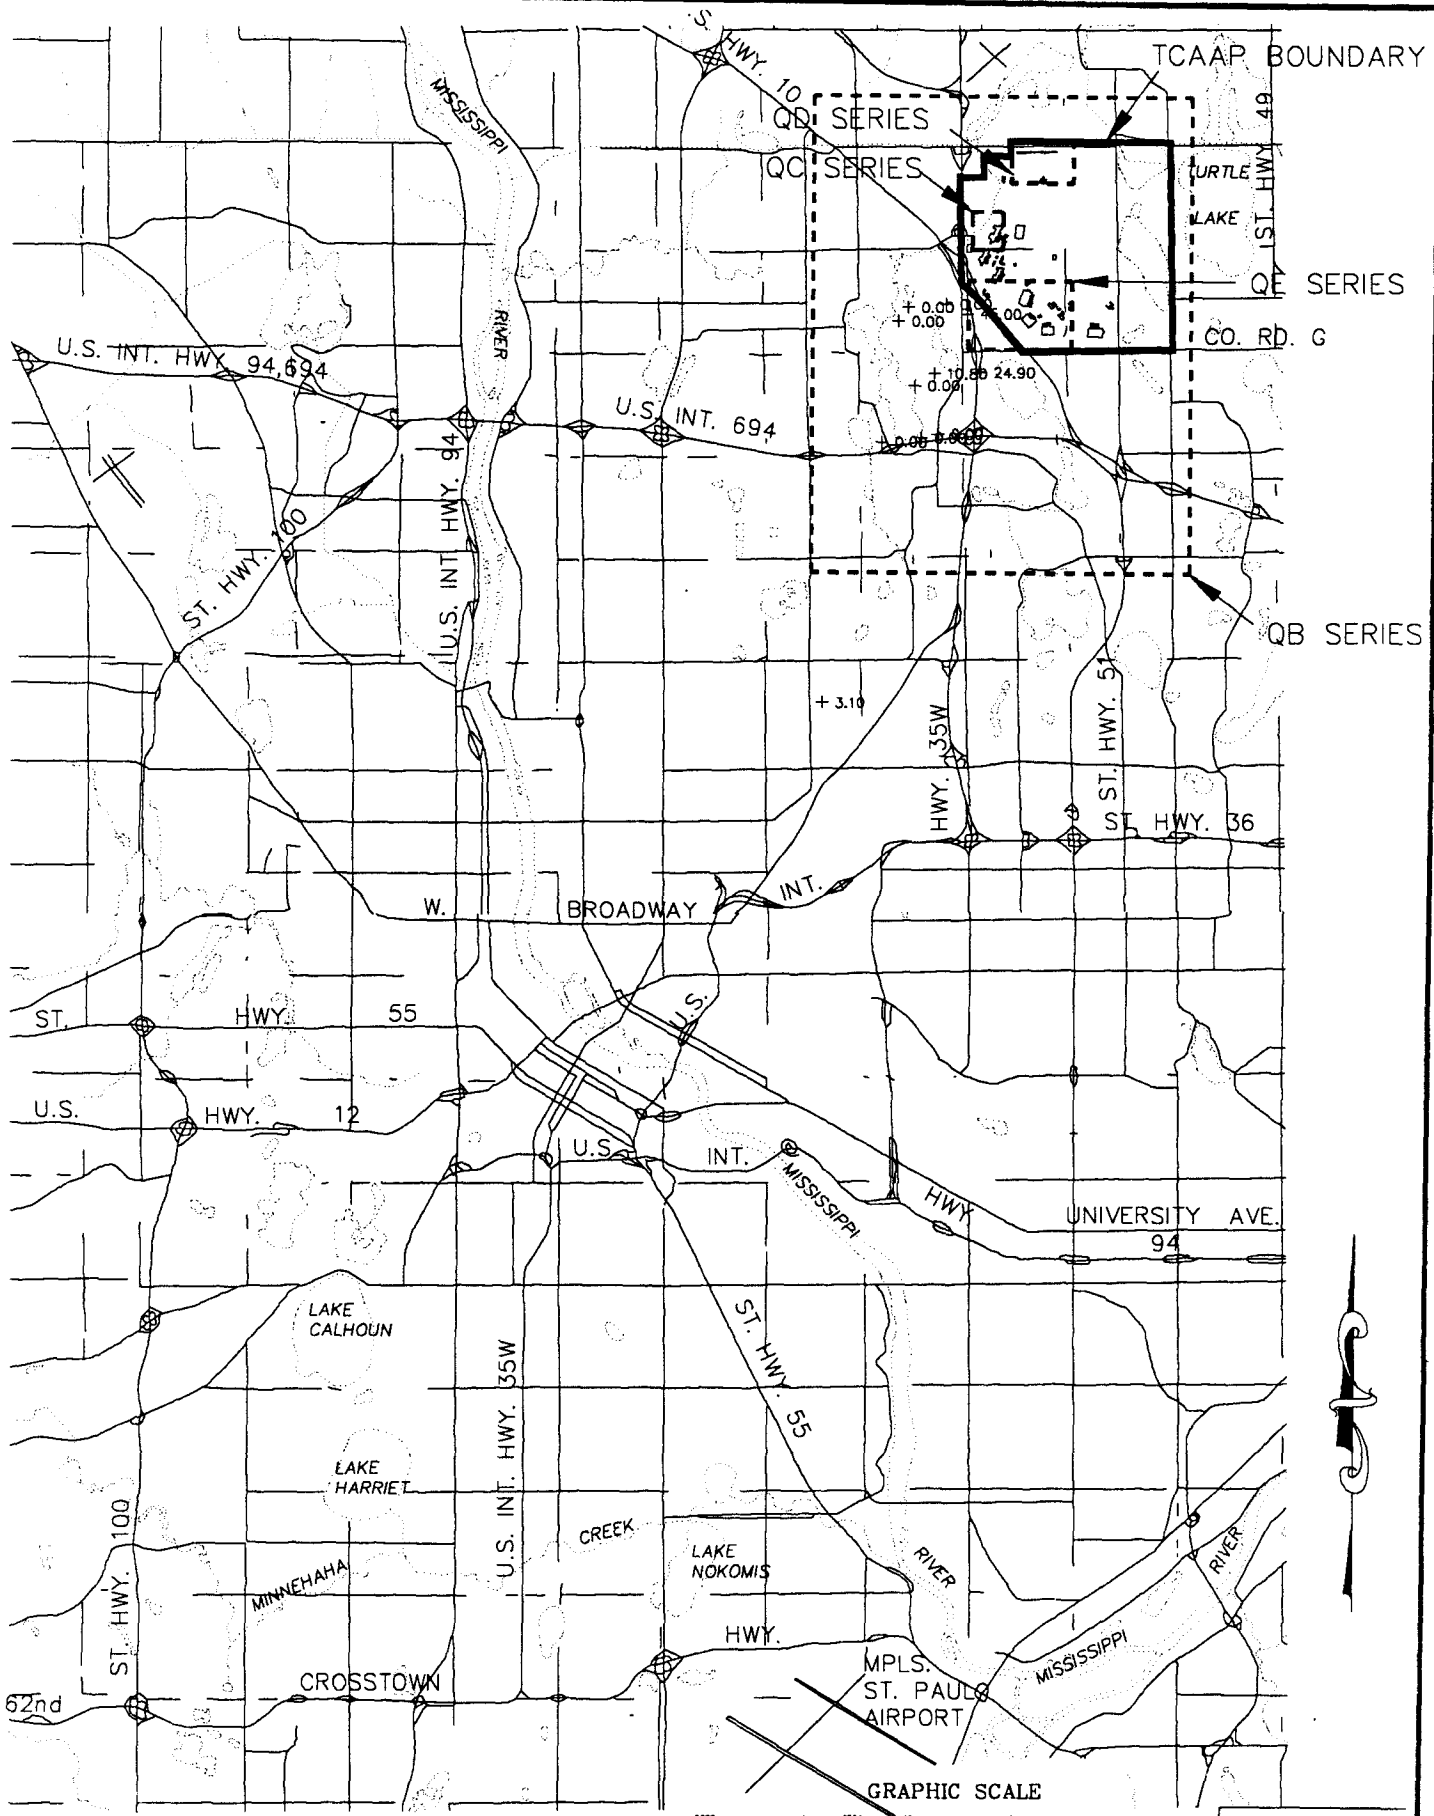 .S.
HWY. 10
TCAAP BOUNDARY
MISSISSIPPI
QD SERIES
QC SERIES
ST. HWY 49
URTLE
LAKE
QE SERIES
+ 0.00
+ 0.00
RIVER
CO. RD. G
U.S. INT. HWY 94,694
+ 10.80 24.90
+ 0.00
U.S. INT. 694
+ 0.00
U.S. INT HWY. 94
ST. HWY. 100
QB SERIES
+ 3.10
HWY. 35W
ST. HWY. 51
ST HWY. 36
W. BROADWAY
INT.
U.S.
ST. HWY. 55
U.S. HWY. 12
U.S. INT. HWY 94
MISSISSIPPI
UNIVERSITY AVE.
LAKE
CALHOUN
ST. HWY. 55
U.S. INT. HWY. 35W
LAKE
HARRIET
ST. HWY. 100
CREEK
MINNEHAHA
LAKE
NOKOMIS
RIVER
RIVER
HWY.
MISSISSIPPI
62nd
CROSSTOWN
MPLS.
ST. PAUL
AIRPORT
GRAPHIC SCALE